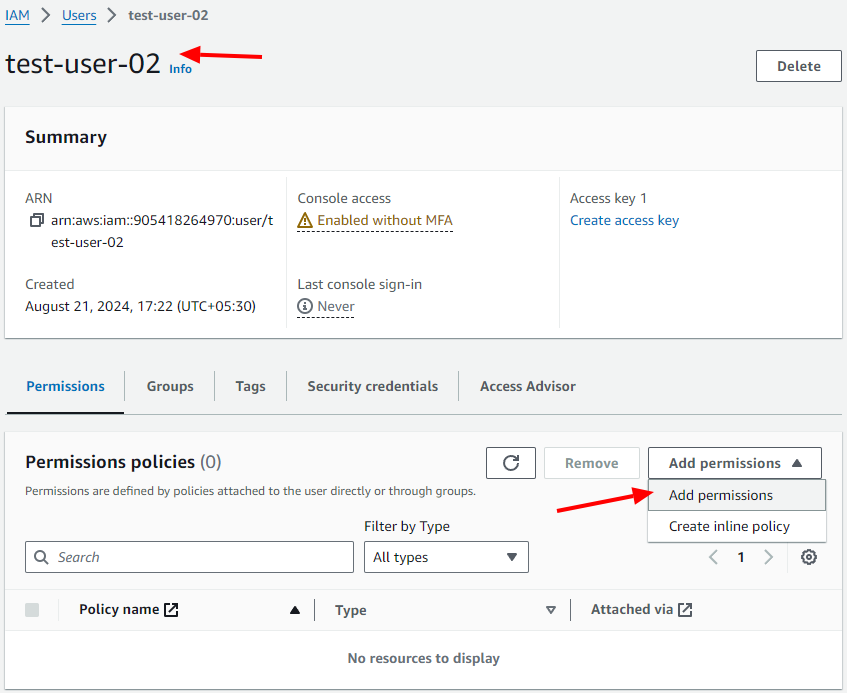 IAM > Users > test-user-02
test-user-02 Info
Delete
Summary
ARN
arn:aws:iam::905418264970:user/t
est-user-02
Created
August 21, 2024, 17:22 (UTC+05:30)
Console access
Enabled without MFA
Last console sign-in
Never
Access key 1
Create access key
Permissions
Groups
Tags
Security credentials
Access Advisor
Permissions policies (0)
Permissions are defined by policies attached to the user directly or through groups.
Remove
Add permissions
Add permissions
Create inline policy
Filter by Type
Search
All types
1
Policy name
Type
Attached via
No resources to display